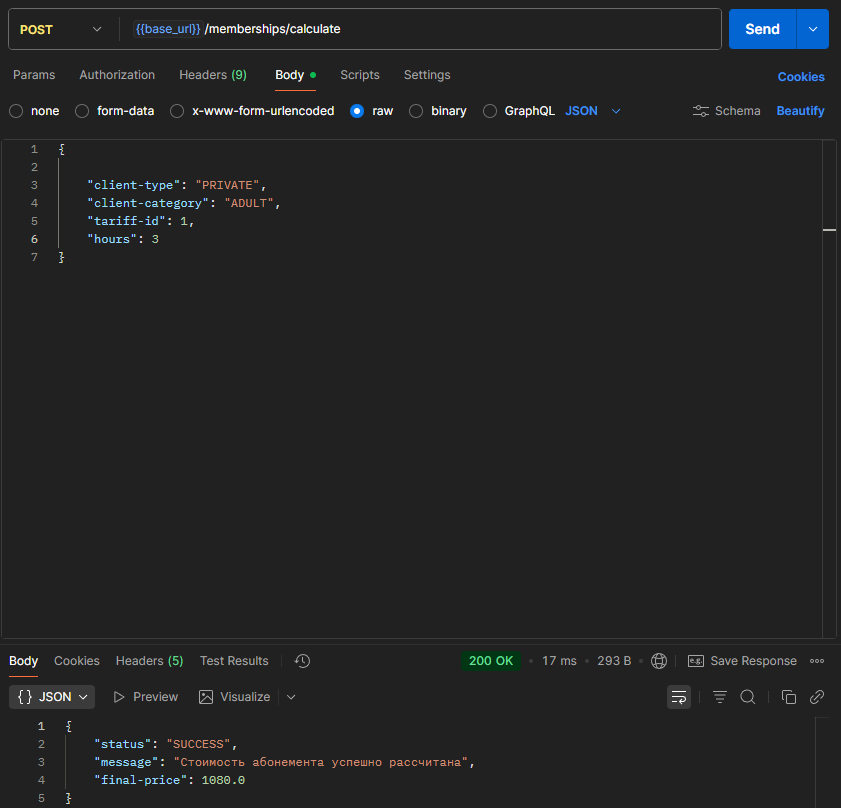 POST {{base_url}} /memberships/calculate Send
Params Authorization Headers (9) Body Scripts Settings Cookies
none form-data x-www-form-urlencoded raw binary GraphQL JSON Schema Beautify
1 {
2
3 "client-type": "PRIVATE",
4 "client-category": "ADULT",
5 "tariff-id": 1,
6 "hours": 3
7 }
Body Cookies Headers (5) Test Results 200 OK • 17 ms • 293 B • e.g. Save Response
{} JSON Preview Visualize
1 {
2 "status": "SUCCESS",
3 "message": "Стоимость абонемента успешно рассчитана",
4 "final-price": 1080.0
5 }